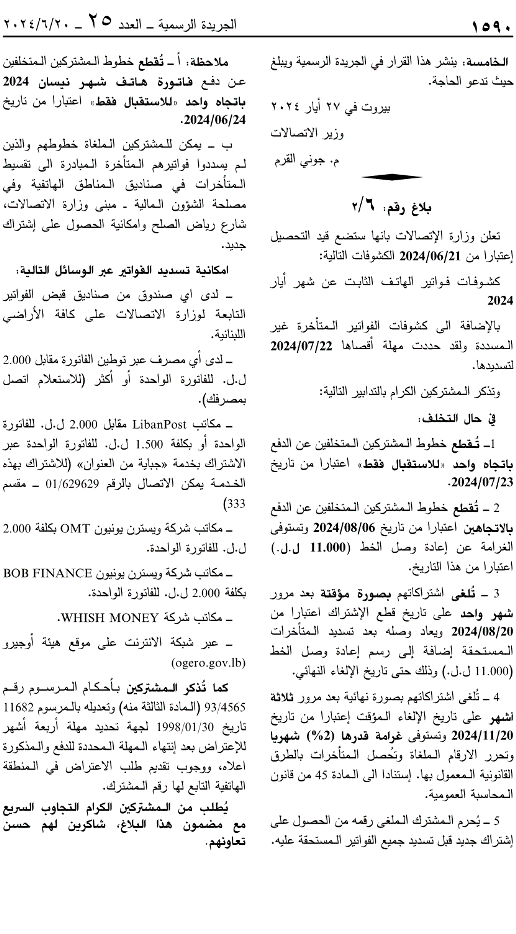 ١٥٩٠
الجريدة الرسمية ــ العدد ٢٥ ــ ٢٠٢٤/٦/٢٠
الخامسة: ينشر هذا القرار في الجريدة الرسمية ويبلغ
حيث تدعو الحاجة.
بيروت في ٢٧ أيار ٢٠٢٤
وزير الاتصالات
م. جوني القرم
بلاغ رقم: ٢/٦
تعلن وزارة الإتصالات بانها ستضع قيد التحصيل
إعتبارا من 2024/06/21 الكشوفات التالية:
كشوفات فواتير الهاتف الثابت عن شهر أيار
2024
بالإضافة الى كشوفات الفواتير المتأخرة غير
المسددة ولقد حددت مهلة أقصاها 2024/07/22
لتسديدها.
وتذكر المشتركين الكرام بالتدابير التالية:
في حال التخلف:
1ــ تُقطع خطوط المشتركين المتخلفين عن الدفع
باتجاه واحد «للاستقبال فقط» اعتبارا من تاريخ
2024/07/23.
2 ــ تُقطع خطوط المشتركين المتخلفين عن الدفع
بالاتجاهين اعتبارا من تاريخ 2024/08/06 وتستوفى
الغرامة عن إعادة وصل الخط (11.000 ل.ل.)
اعتبارا من هذا التاريخ.
3 ــ تُلغى اشتراكاتهم بصورة مؤقتة بعد مرور
شهر واحد على تاريخ قطع الإشتراك اعتبارا من
2024/08/20 ويعاد وصله بعد تسديد المتأخرات
المستحقة إضافة إلى رسم إعادة وصل الخط
(11.000 ل.ل.) وذلك حتى تاريخ الإلغاء النهائي.
4 ــ تُلغى اشتراكاتهم بصورة نهائية بعد مرور ثلاثة
اشهر على تاريخ الإلغاء المؤقت إعتبارا من تاريخ
2024/11/20 وتستوفى غرامة قدرها (2%) شهريا
وتحرر الارقام الملغاة وتُحصل المتأخرات بالطرق
القانونية المعمول بها. إستنادا الى المادة 45 من قانون
المحاسبة العمومية.
5 ــ يُحرم المشترك الملغى رقمه من الحصول على
إشتراك جديد قبل تسديد جميع الفواتير المستحقة عليه.
ملاحظة: أ ــ تُقطع خطوط المشتركين المتخلفين
عن دفع فاتورة هاتف شهر نيسان 2024
باتجاه واحد «للاستقبال فقط» اعتبارا من تاريخ
2024/06/24.
ب ــ يمكن للمشتركين الملغاة خطوطهم والذين
لم يسددوا فواتيرهم المتأخرة المبادرة الى تقسيط
المتأخرات في صناديق المناطق الهاتفية وفي
مصلحة الشؤون المالية ــ مبنى وزارة الاتصالات،
شارع رياض الصلح وامكانية الحصول على إشتراك
جديد.
امكانية تسديد الفواتير عبر الوسائل التالية:
ــ لدى اي صندوق من صناديق قبض الفواتير
التابعة لوزارة الاتصالات على كافة الأراضي
اللبنانية.
ــ لدى أي مصرف عبر توطين الفاتورة مقابل 2.000
ل.ل. للفاتورة الواحدة أو أكثر (للاستعلام اتصل
بمصرفك).
ــ مكاتب LibanPost مقابل 2.000 ل.ل. للفاتورة
الواحدة أو بكلفة 1.500 ل.ل. للفاتورة الواحدة عبر
الاشتراك بخدمة «جباية من العنوان» (للاشتراك بهذه
الخدمة يمكن الاتصال بالرقم 01/629629 ــ مقسم
333)
ــ مكاتب شركة ويسترن يونيون OMT بكلفة 2.000
ل.ل. للفاتورة الواحدة.
ــ مكاتب شركة ويسترن يونيون BOB FINANCE
بكلفة 2.000 ل.ل. للفاتورة الواحدة.
ــ مكاتب شركة WHISH MONEY.
ــ عبر شبكة الانترنت على موقع هيئة أوجيرو
(ogero.gov.lb)
كما تُذكر المشتركين بأحكام المرسوم رقم
93/4565 (المادة الثالثة منه) وتعديله بالمرسوم 11682
تاريخ 1998/01/30 لجهة تحديد مهلة أربعة أشهر
للإعتراض بعد إنتهاء المهلة المحددة للدفع والمذكورة
اعلاه، ووجوب تقديم طلب الاعتراض في المنطقة
الهاتفية التابع لها رقم المشترك.
يُطلب من المشتركين الكرام التجاوب السريع
مع مضمون هذا البلاغ، شاكرين لهم حسن
تعاونهم.